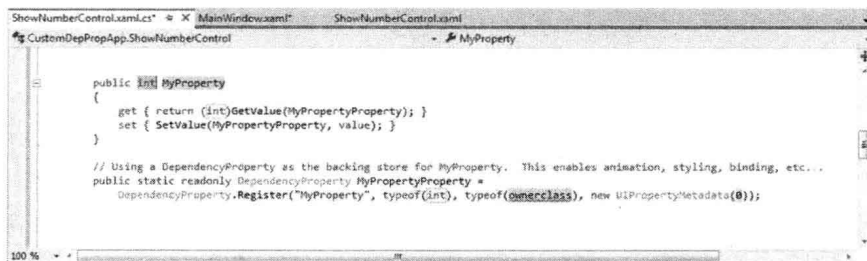 ShowNumberControl.xaml.cs* MainWindow.xaml* ShowNumberControl.xaml
CustomDepPropApp.ShowNumberControl MyProperty
public int MyProperty
{
get { return (int)GetValue(MyPropertyProperty); }
set { SetValue(MyPropertyProperty, value); }
}
// Using a DependencyProperty as the backing store for MyProperty. This enables animation, styling, binding, etc...
public static readonly DependencyProperty MyPropertyProperty =
DependencyProperty.Register("MyProperty", typeof(int), typeof(ownerclass), new UIPropertyMetadata(0));
100 %